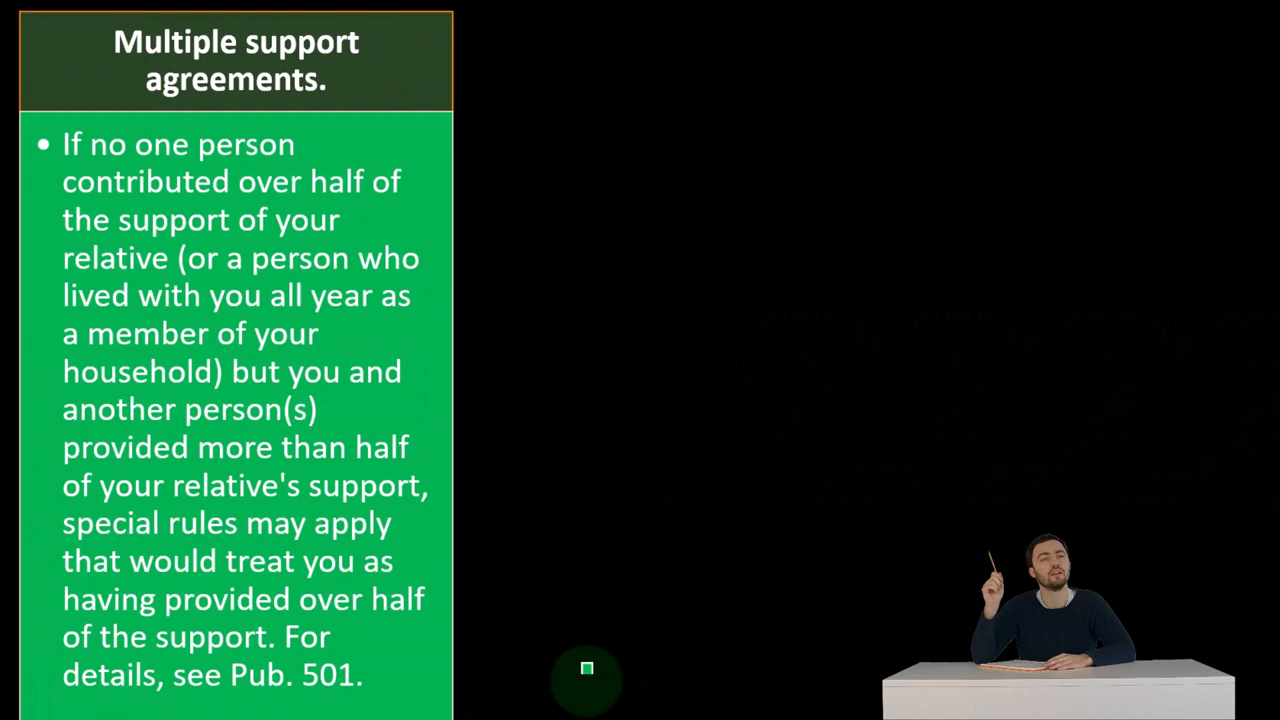 Multiple support
agreements.
• If no one person
contributed over half of
the support of your
relative (or a person who
lived with you all year as
a member of your
household) but you and
another person(s)
provided more than half
of your relative's support,
special rules may apply
that would treat you as
having provided over half
of the support. For
details, see Pub. 501.